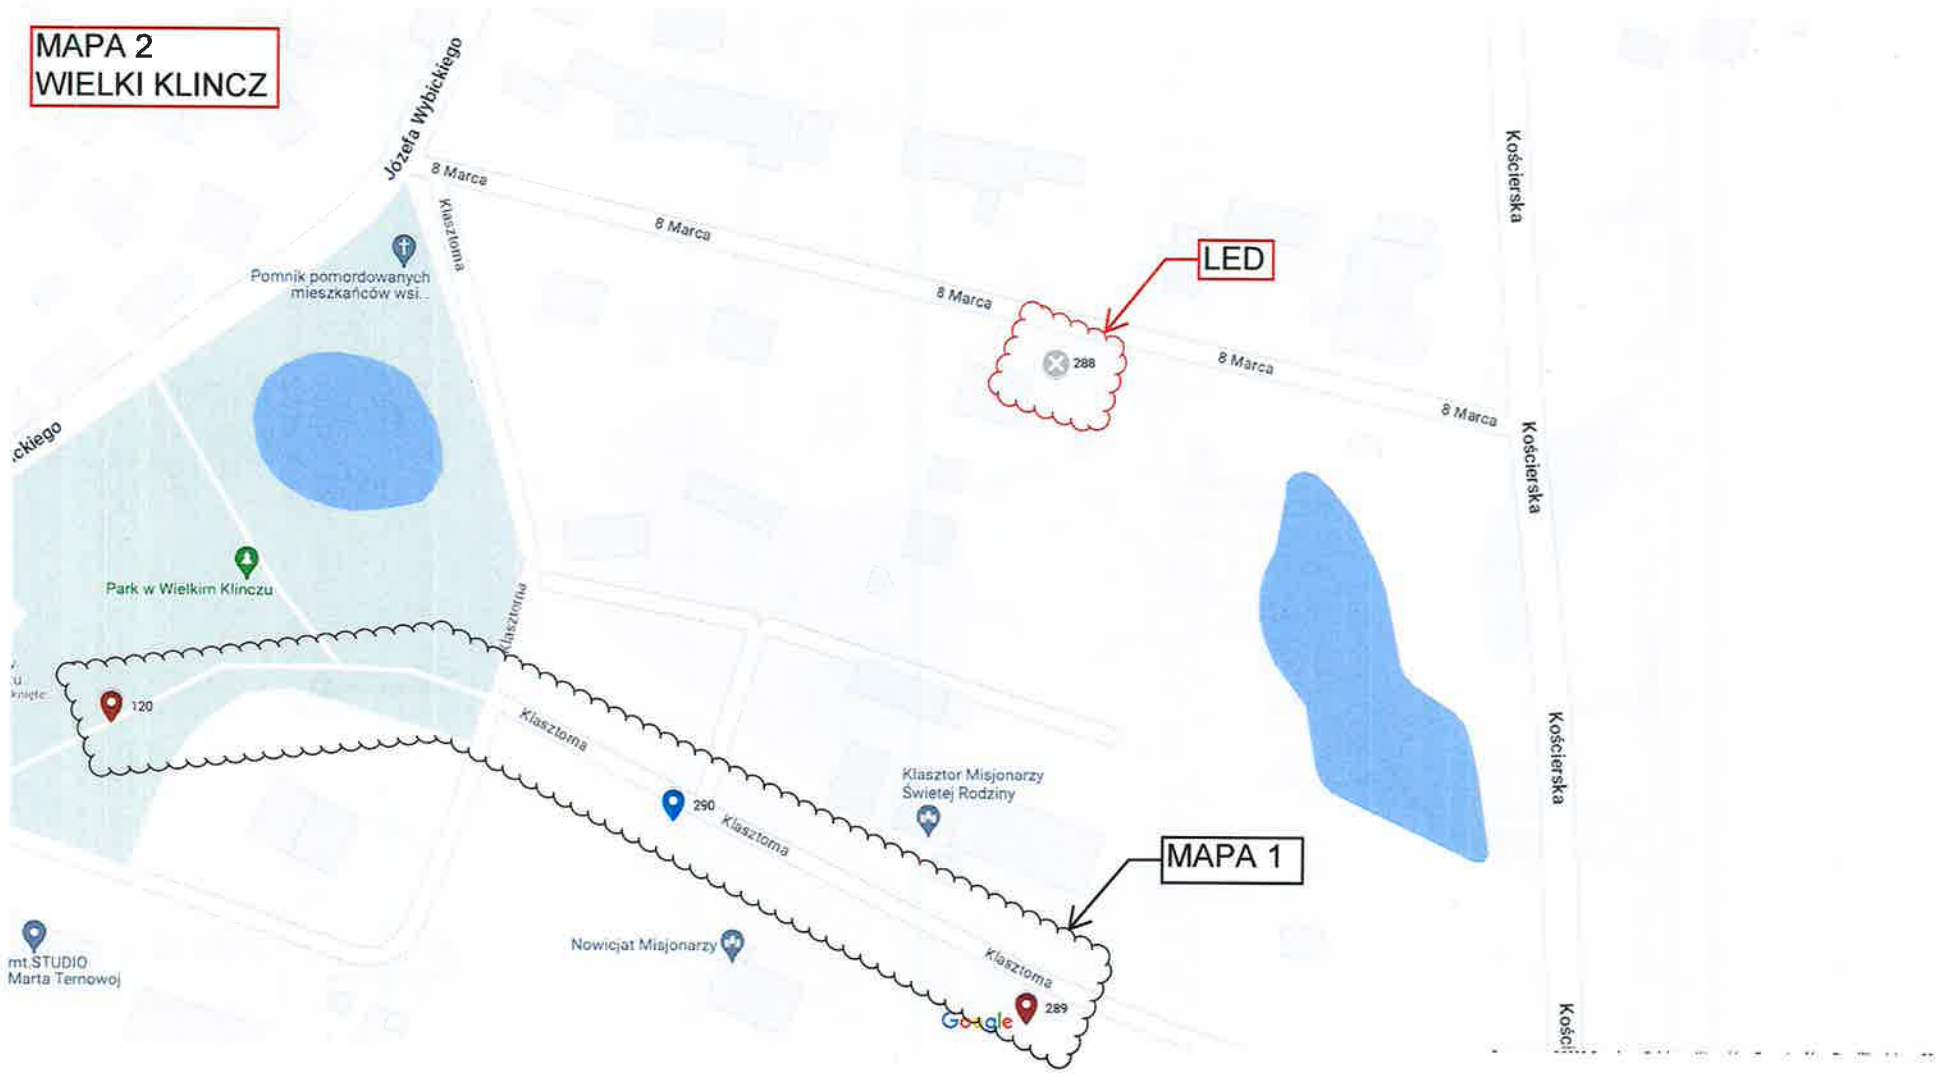 MAPA 2
WIELKI KLINCZ
Józefa Wybickiego
8 Marca
Klasztorna
8 Marca
Kościerska
LED
Pomnik pomordowanych
mieszkańców wsi...
8 Marca
288
8 Marca
8 Marca
ckiego
Kościerska
Park w Wielkim Klinczu
Klasztorna
120
Klasztorna
Kościerska
290
Klasztorna
Klasztor Misjonarzy
Świetej Rodziny
MAPA 1
Nowicjat Misjonarzy
Klasztorna
mt.STUDIO
Marta Ternowoj
289
Google
Kości